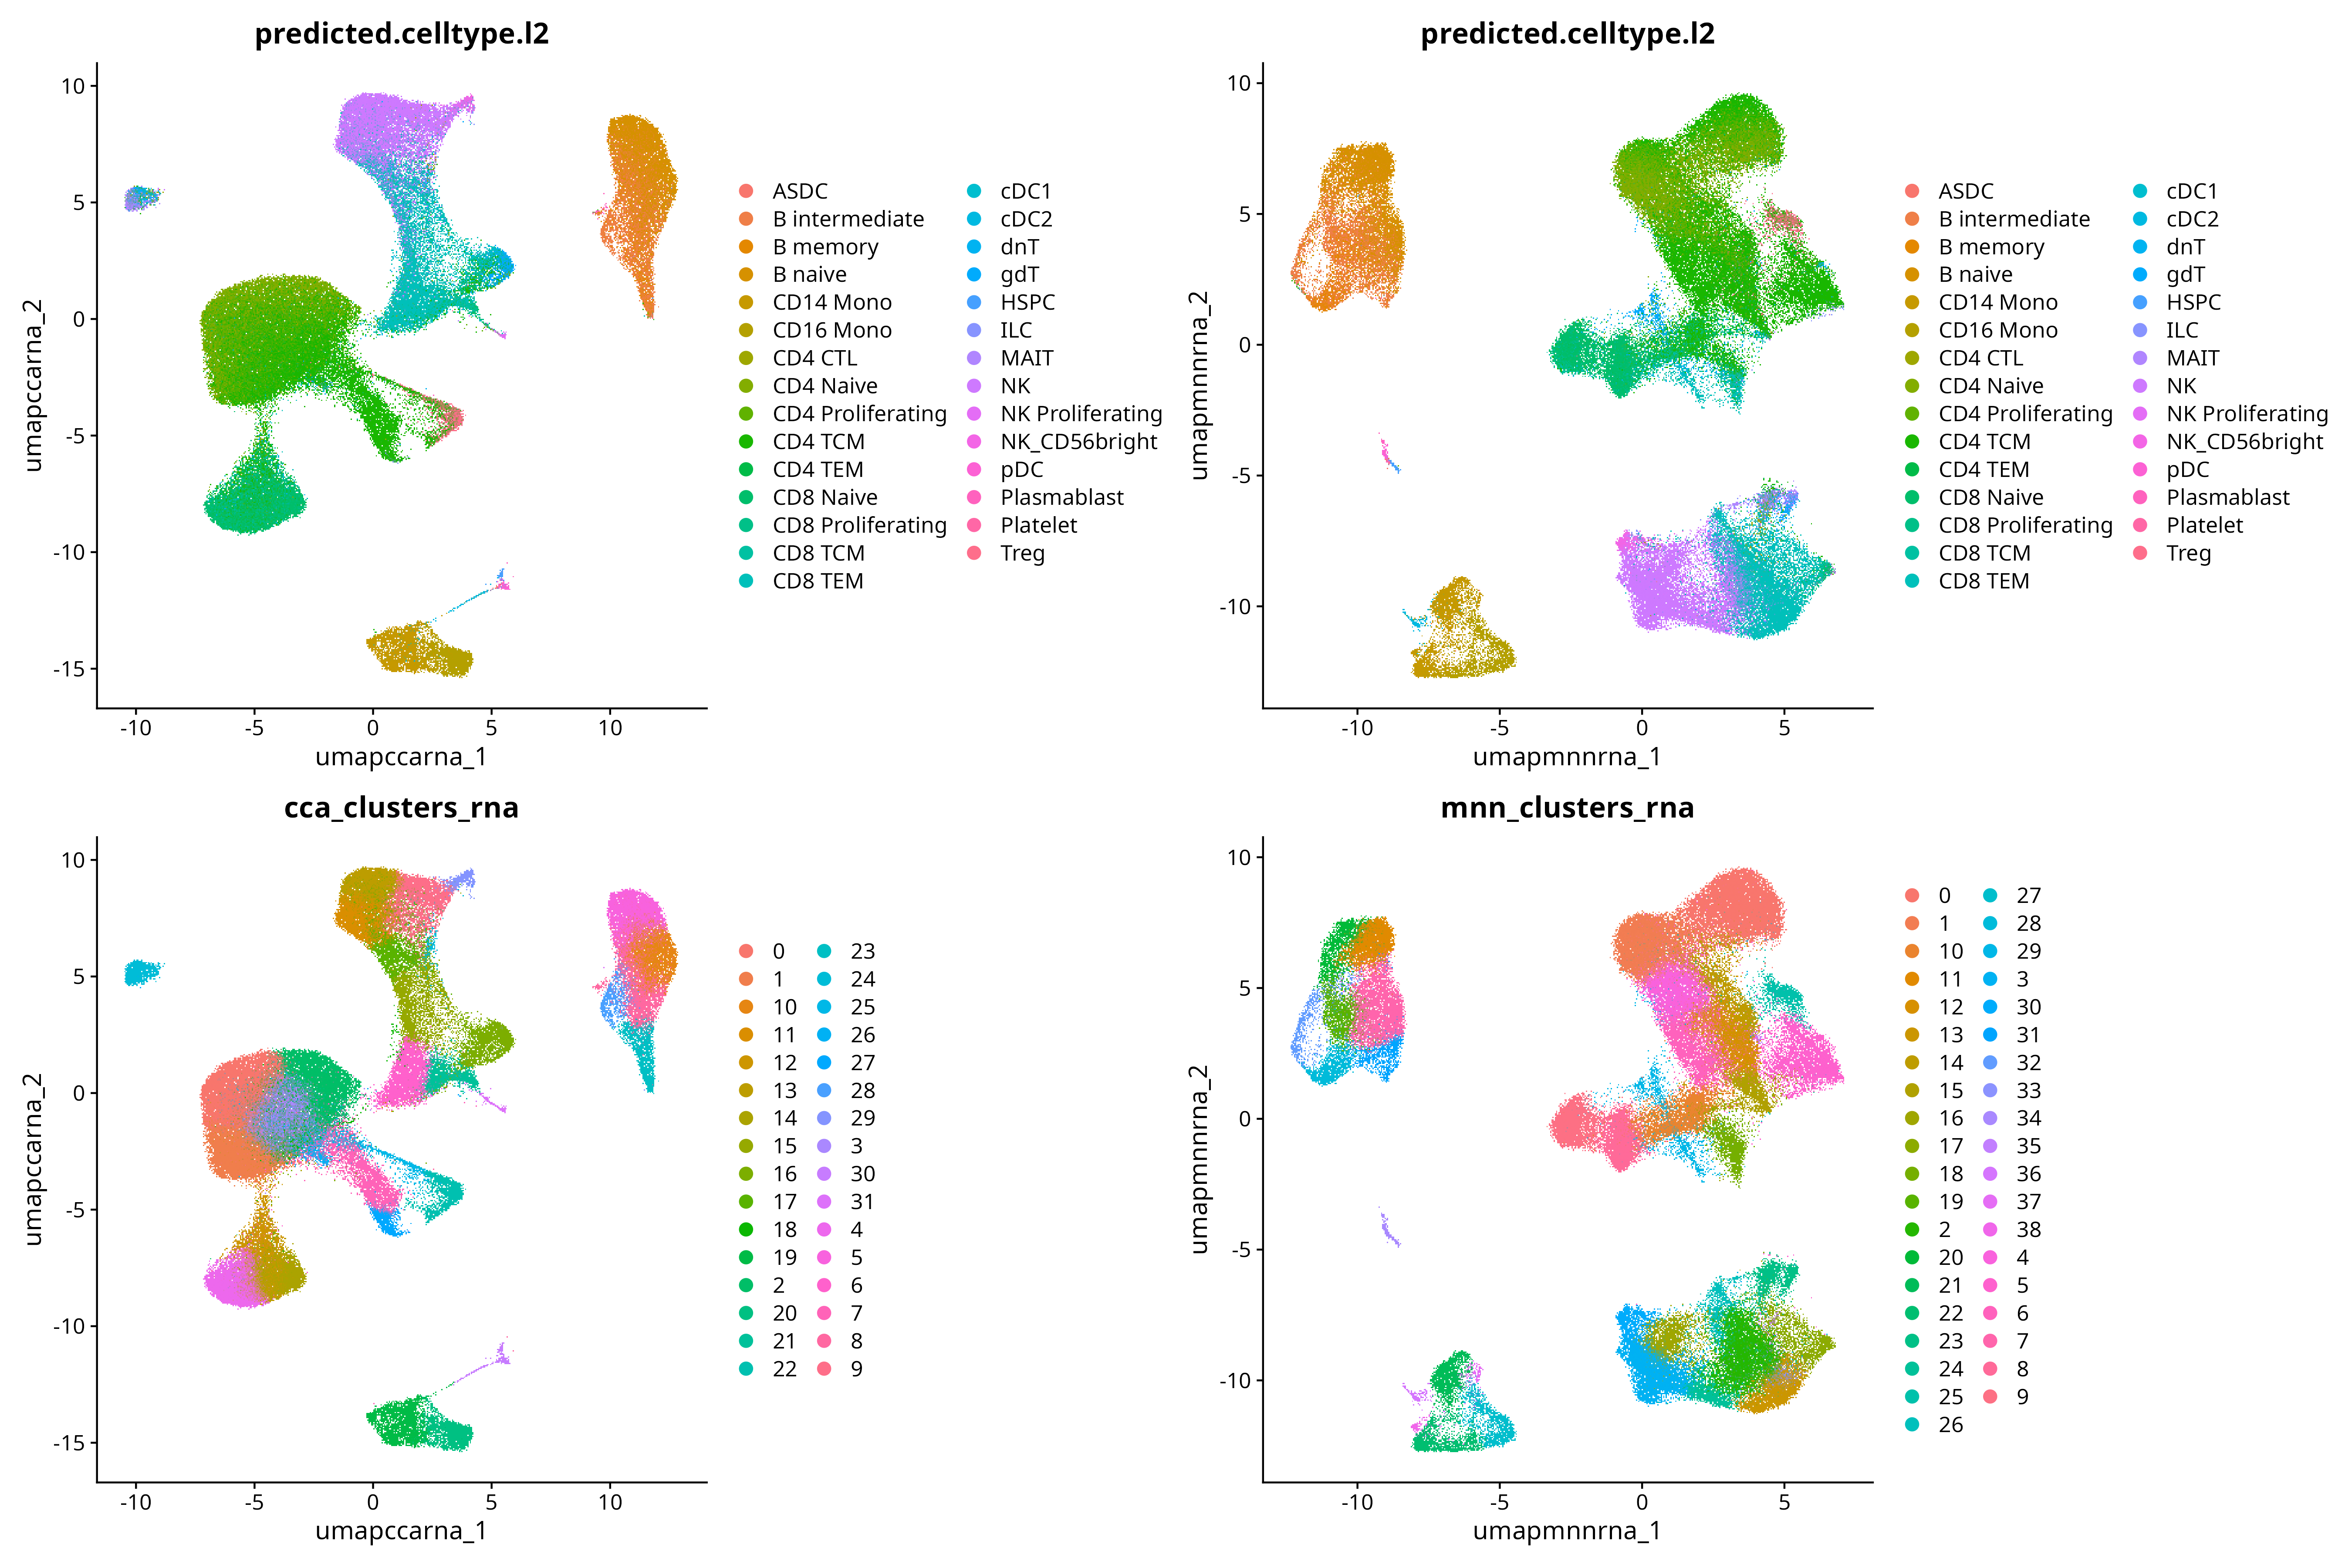 predicted.celltype.l2
10
5
0
-5
-10
-15
umapccarna_2
-10
-5
0
5
10
umapccarna_1
ASDC
B intermediate
B memory
B naive
CD14 Mono
CD16 Mono
CD4 CTL
CD4 Naive
CD4 Proliferating
CD4 TCM
CD4 TEM
CD8 Naive
CD8 Proliferating
CD8 TCM
CD8 TEM
cDC1
cDC2
dnT
gdT
HSPC
ILC
MAIT
NK
NK Proliferating
NK_CD56bright
pDC
Plasmablast
Platelet
Treg
predicted.celltype.l2
10
5
0
-5
-10
umapmnnrna_2
-10
-5
0
5
umapmnnrna_1
ASDC
B intermediate
B memory
B naive
CD14 Mono
CD16 Mono
CD4 CTL
CD4 Naive
CD4 Proliferating
CD4 TCM
CD4 TEM
CD8 Naive
CD8 Proliferating
CD8 TCM
CD8 TEM
cDC1
cDC2
dnT
gdT
HSPC
ILC
MAIT
NK
NK Proliferating
NK_CD56bright
pDC
Plasmablast
Platelet
Treg
cca_clusters_rna
10
5
0
-5
-10
-15
umapccarna_2
-10
-5
0
5
10
umapccarna_1
0
1
10
11
12
13
14
15
16
17
18
19
2
20
21
22
23
24
25
26
27
28
29
3
30
31
4
5
6
7
8
9
mnn_clusters_rna
10
5
0
-5
-10
umapmnnrna_2
-10
-5
0
5
umapmnnrna_1
0
1
10
11
12
13
14
15
16
17
18
19
2
20
21
22
23
24
25
26
27
28
29
3
30
31
32
33
34
35
36
37
38
4
5
6
7
8
9